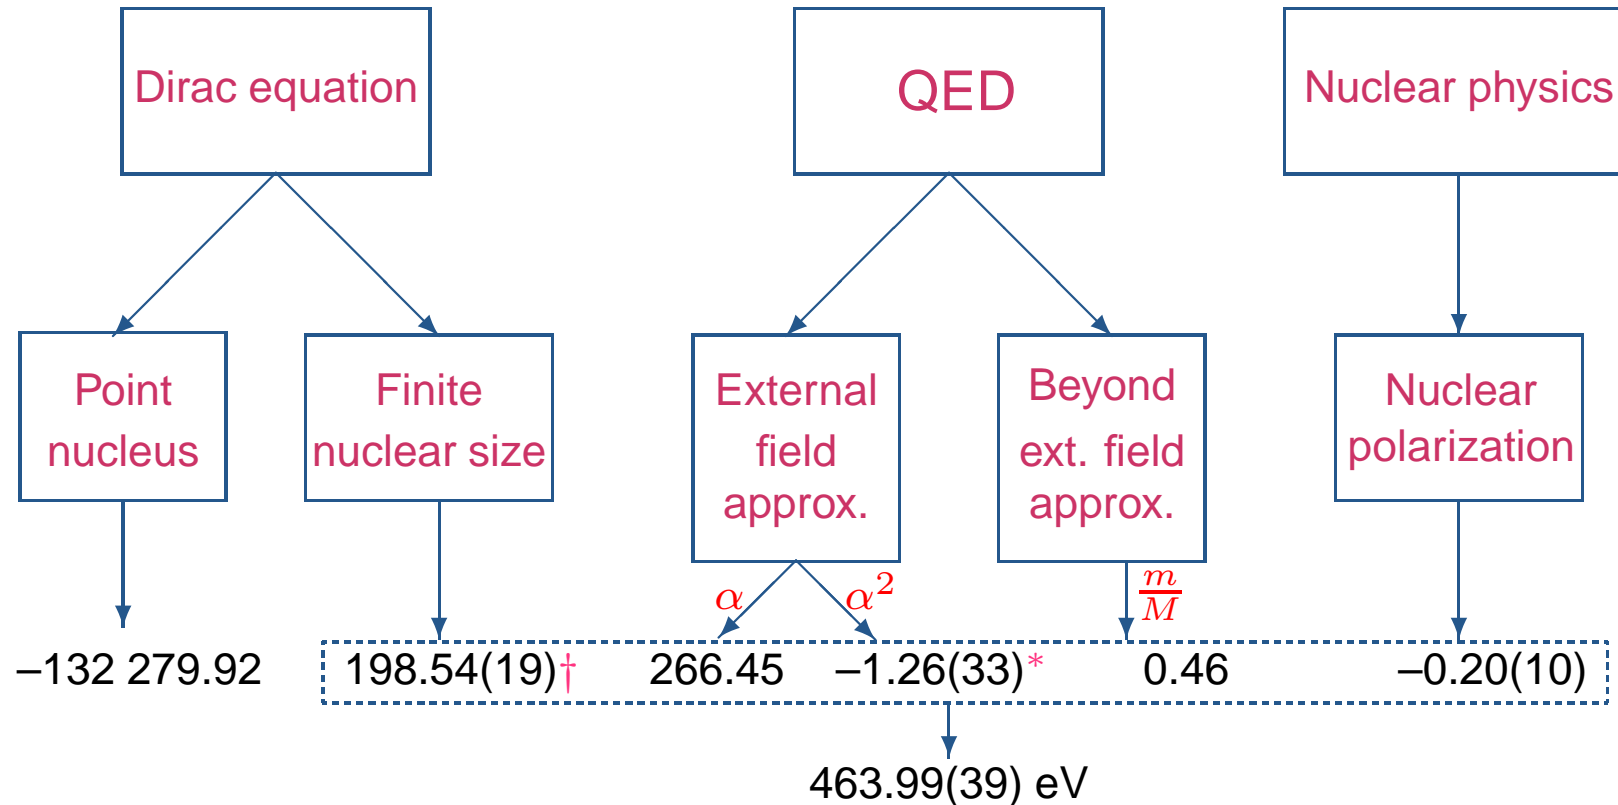 Dirac equation
QED
Nuclear physics
Point
nucleus
Finite
nuclear size
External
field
approx.
Beyond
ext. field
approx.
Nuclear
polarization
α
α²
m/M
–132 279.92
198.54(19)†
266.45
–1.26(33)*
0.46
–0.20(10)
463.99(39) eV